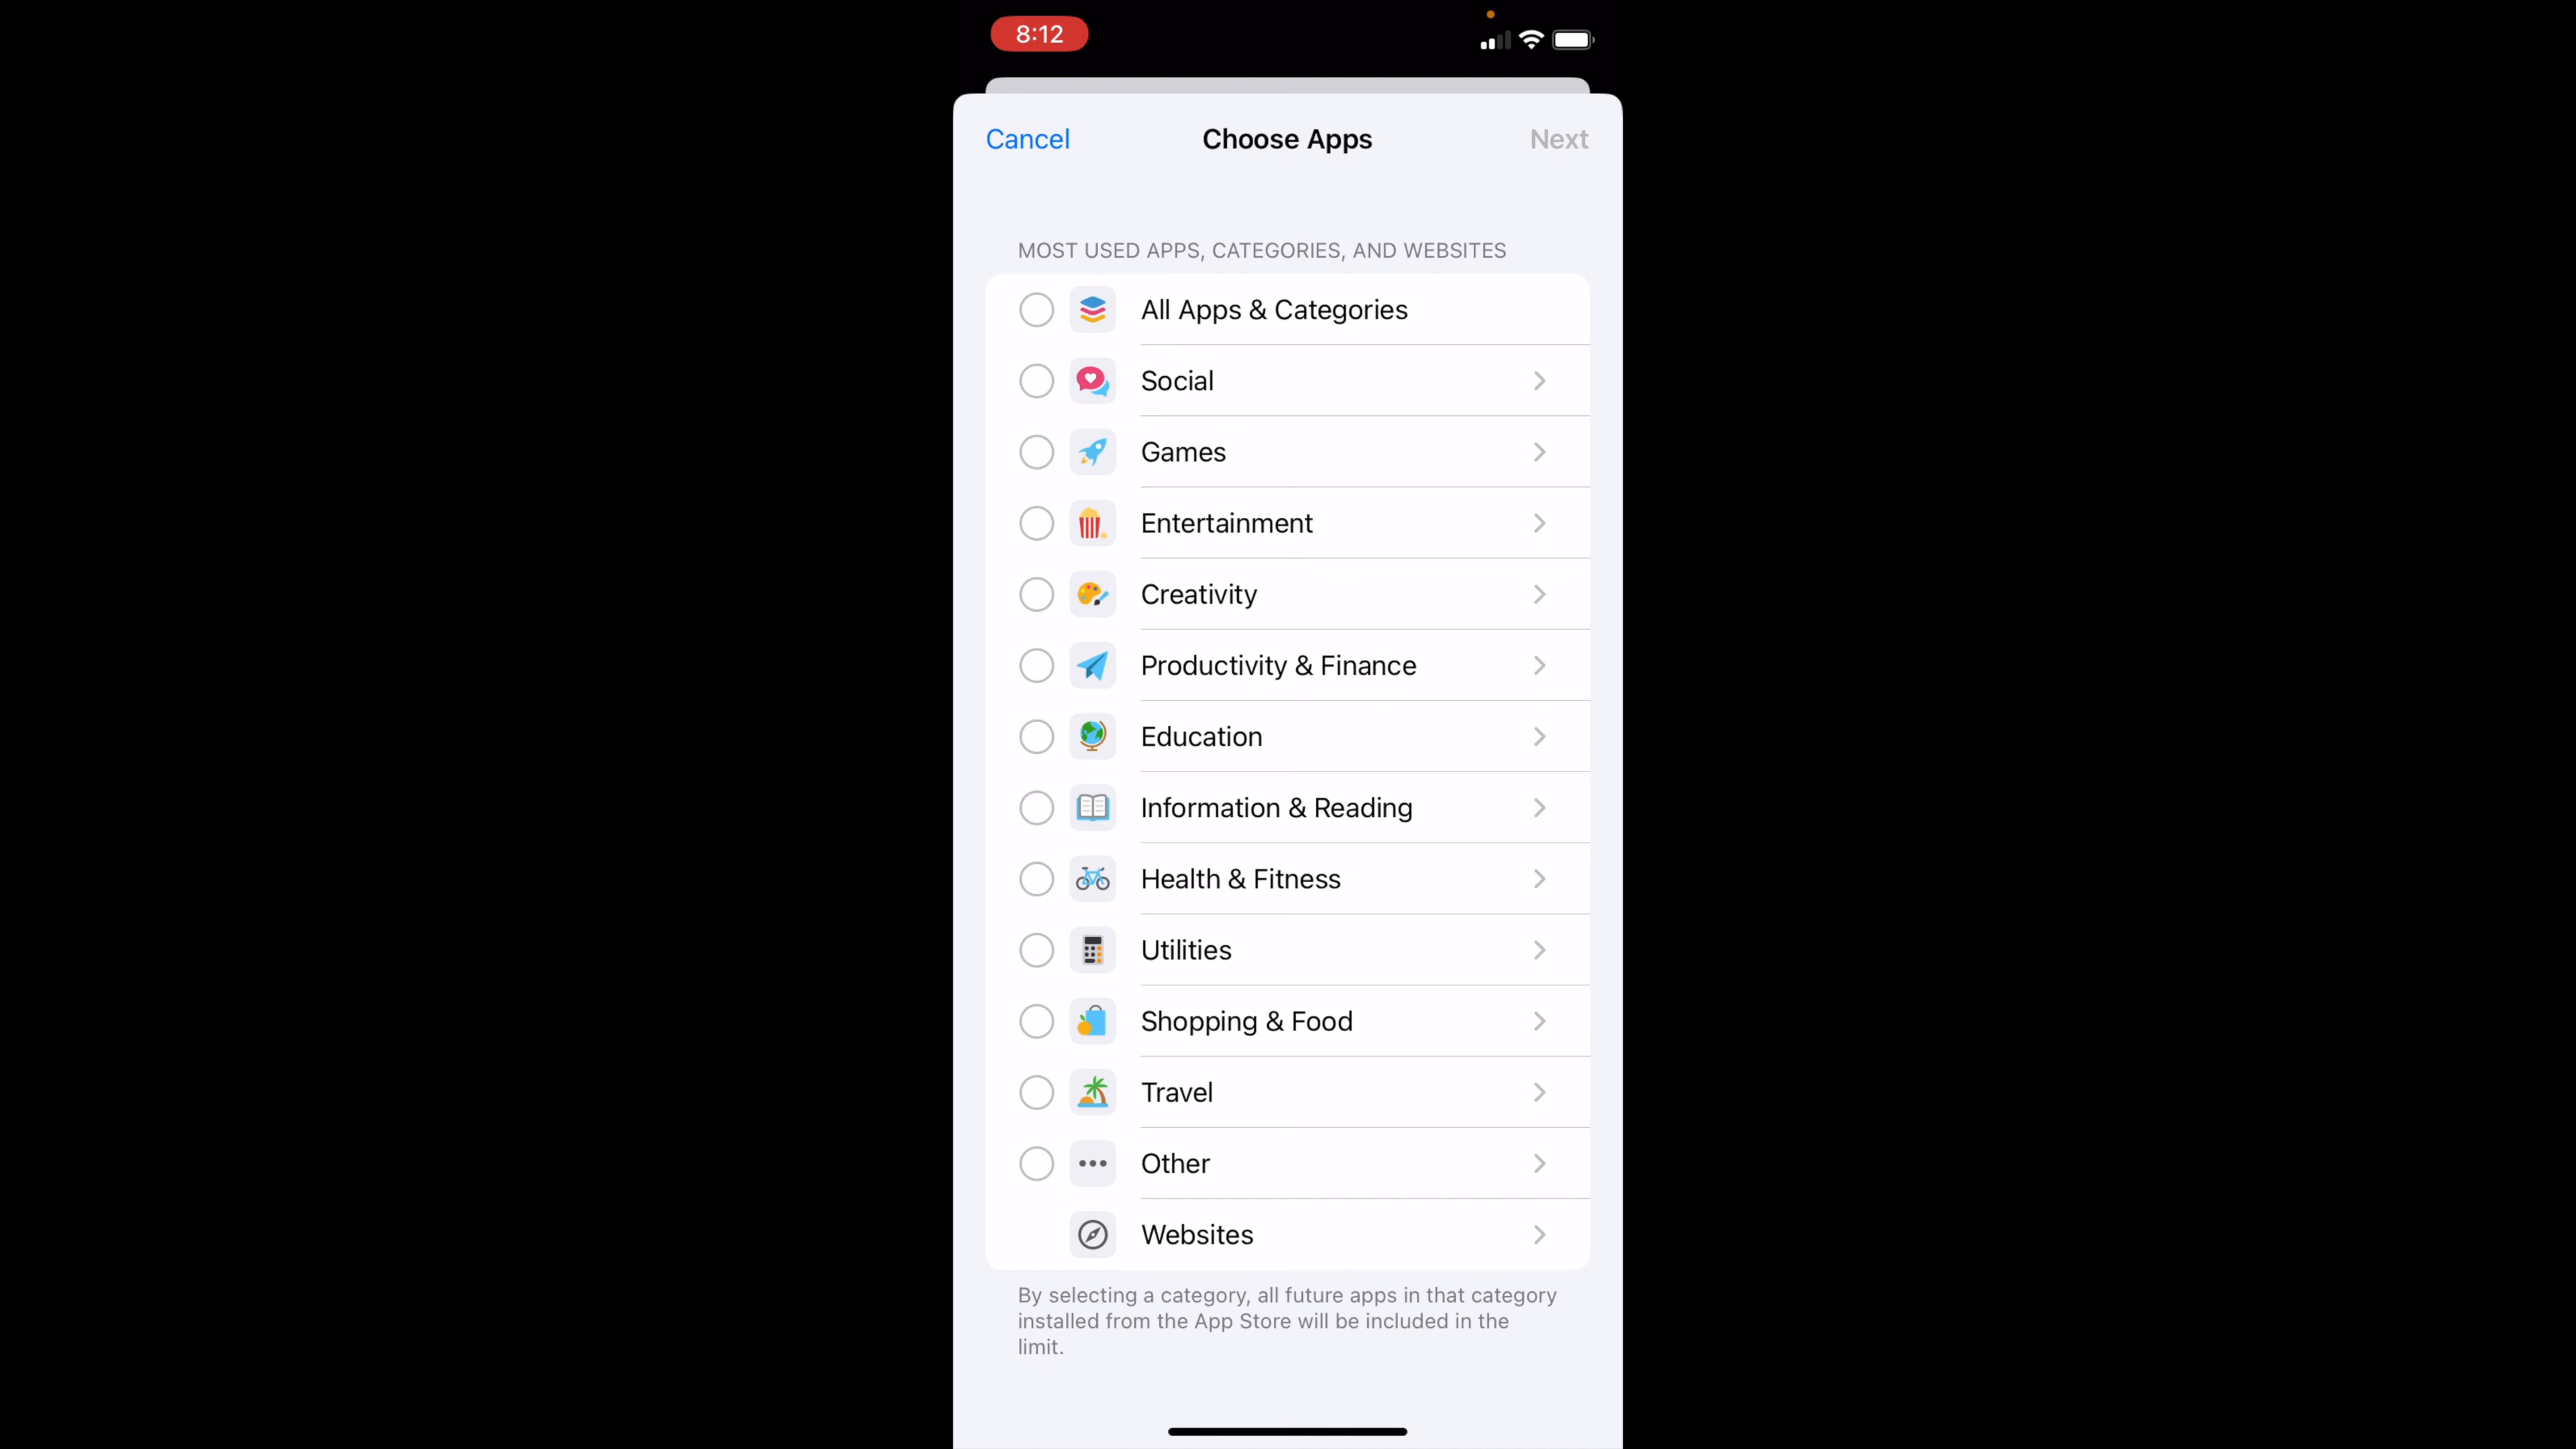 8:12
Cancel
Choose Apps
Next
MOST USED APPS, CATEGORIES, AND WEBSITES
All Apps & Categories
Social
Games
Entertainment
Creativity
Productivity & Finance
Education
Information & Reading
Health & Fitness
Utilities
Shopping & Food
Travel
Other
Websites
By selecting a category, all future apps in that category
installed from the App Store will be included in the
limit.